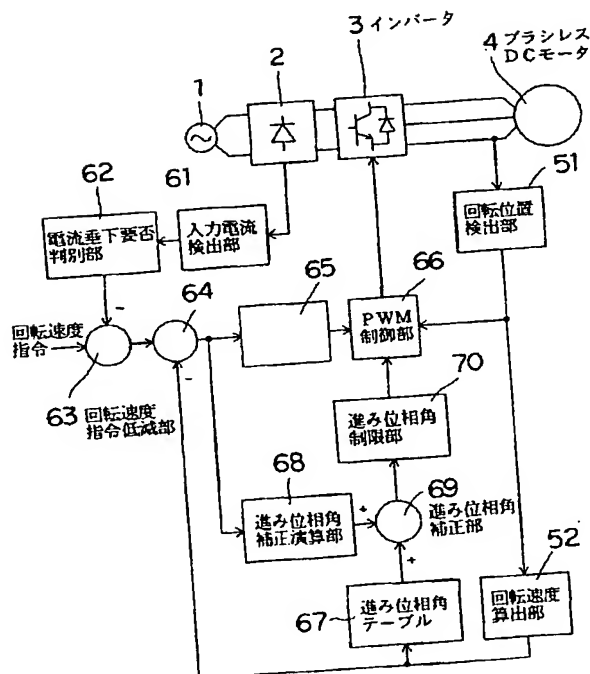 3 インバータ
4 ブラシレス
DCモータ
2
1
51
62
61
回転位置
検出部
電流垂下要否
判別部
入力電流
検出部
65
66
64
PWM
制御部
-
回転速度
指令
-
70
63 回転速度
指令低減部
進み位相角
制限部
68
69
進み位相角
補正部
進み位相角
補正演算部
+
+
52
67
進み位相角
テーブル
回転速度
算出部